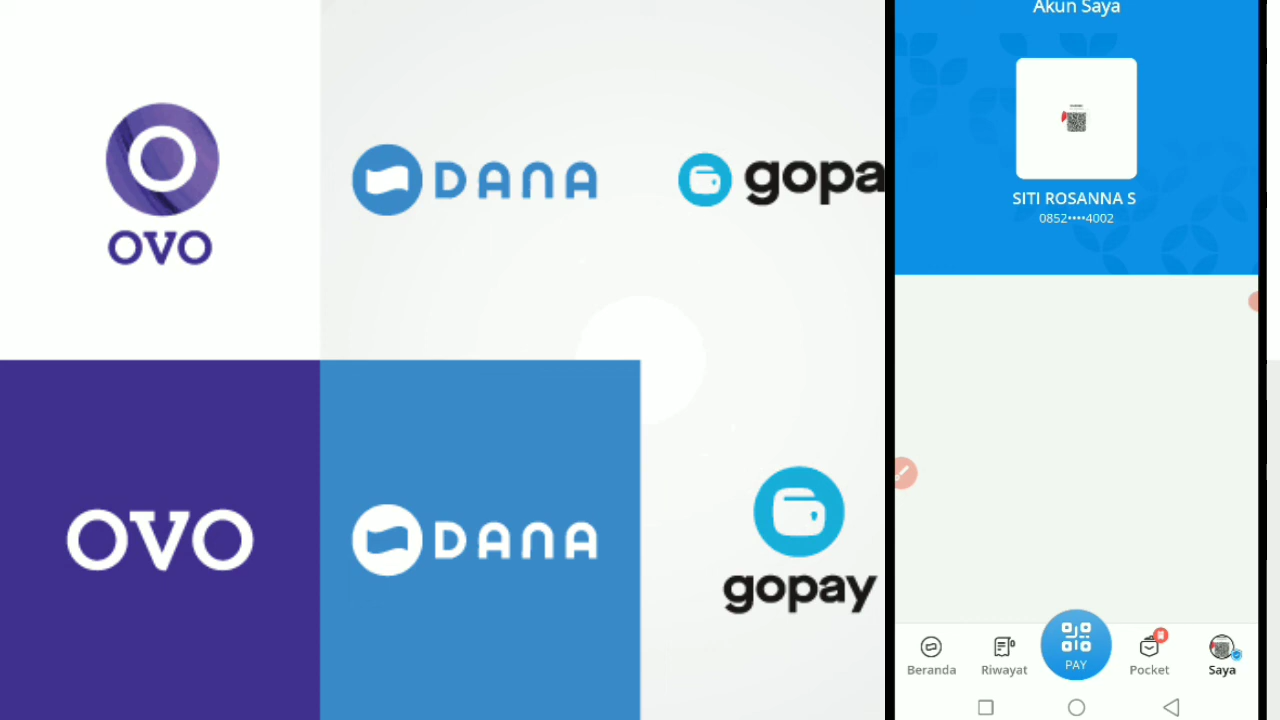 OVO
DANA
gopa
OVO
DANA
gopay
Akun Saya
SITI ROSANNA S
0852••••4002
PAY
Beranda
Riwayat
Pocket
Saya